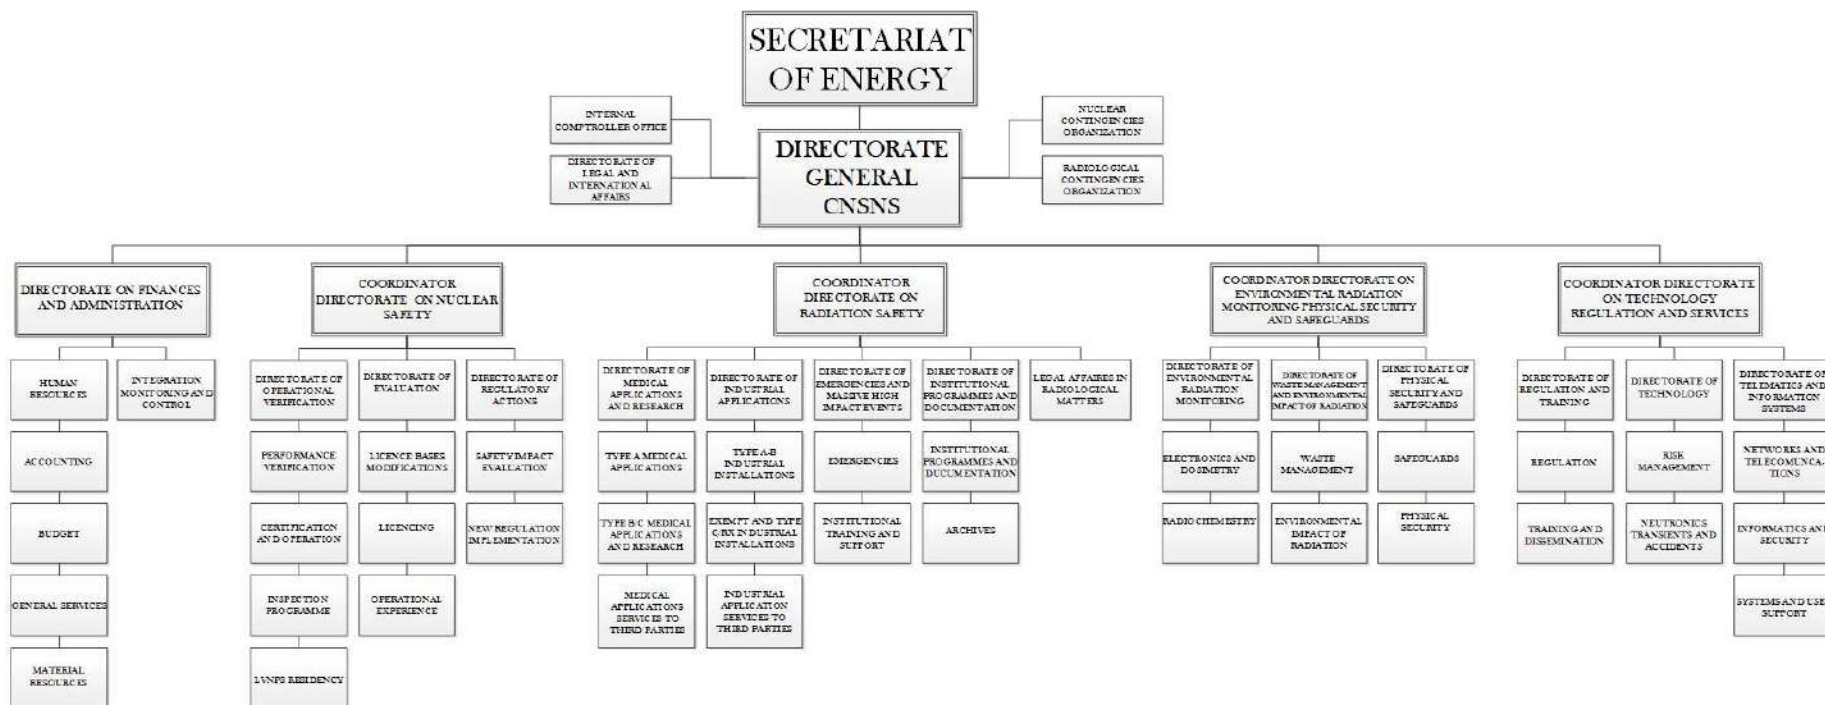 SECRETARIAT
OF ENERGY
INTERNAL
COMPTROLLER OFFICE
NUCLEAR
CONTINGENCIES
ORGANIZATION
DIRECTORATE OF
LEGAL AND
INTERNATIONAL
AFFAIRS
DIRECTORATE
GENERAL
CNSNS
RADIOLOGICAL
CONTINGENCIES
ORGANIZATION
DIRECTORATE ON FINANCES
AND ADMINISTRATION
COORDINATOR
DIRECTORATE ON NUCLEAR
SAFETY
COORDINATOR
DIRECTORATE ON
RADIATION SAFETY
COORDINATOR DIRECTORATE ON
ENVIRONMENTAL RADIATION
MONITORING PHYSICAL SECURITY
AND SAFEGUARDS
COORDINATOR DIRECTORATE
ON TECHNOLOGY
REGULATION AND SERVICES
HUMAN
RESOURCES
INTEGRATION
MONITORING AND
CONTROL
DIRECTORATE OF
OPERATIONAL
VERIFICATION
DIRECTORATE OF
EVALUATION
DIRECTORATE OF
REGULATORY
ACTIONS
DIRECTORATE OF
MEDICAL
APPLICATIONS
AND RESEARCH
DIRECTORATE OF
INDUSTRIAL
APPLICATIONS
DIRECTORATE OF
EMERGENCIES AND
MASSIVE HIGH
IMPACT EVENTS
DIRECTORATE OF
INSTITUTIONAL
PROGRAMMES AND
DOCUMENTATION
LEGAL AFFAIRES IN
RADIOLOGICAL
MATTERS
DIRECTORATE OF
ENVIRONMENTAL
RADIATION
MONITORING
DIRECTORATE OF
WASTE MANAGEMENT
AND ENVIRONMENTAL
IMPACT OF RADIATION
DIRECTORATE OF
PHYSICAL
SECURITY AND
SAFEGUARDS
DIRECTORATE OF
REGULATION AND
TRAINING
DIRECTORATE OF
TECHNOLOGY
DIRECTORATE OF
TELEMATICS AND
INFORMATION
SYSTEMS
ACCOUNTING
PERFORMANCE
VERIFICATION
LICENCE BASES
MODIFICATIONS
SAFETY IMPACT
EVALUATION
TYPE A MEDICAL
APPLICATIONS
TYPE A-B
INDUSTRIAL
INSTALLATIONS
EMERGENCIES
INSTITUTIONAL
PROGRAMMES AND
DUCUMENTATION
ELECTRONICS AND
DOSIMETRY
WASTE
MANAGEMENT
SAFEGUARDS
REGULATION
RISK
MANAGEMENT
NETWORKS AND
TELECOMUNCA-
TIONS
BUDGET
CERTIFICATION
AND OPERATION
LICENCING
NEW REGULATION
IMPLEMENTATION
TYPE B/C MEDICAL
APPLICATIONS
AND RESEARCH
EXEMPT AND TYPE
C/RX INDUSTRIAL
INSTALLATIONS
INSTITUTIONAL
TRAINING AND
SUPPORT
ARCHIVES
RADIO CHEMISTRY
ENVIRONMENTAL
IMPACT OF
RADIATION
PHYSICAL
SECURITY
TRAINING AND
DISSEMINATION
NEUTRONICS
TRANSIENTS AND
ACCIDENTS
INFORMATICS AND
SECURITY
GENERAL SERVICES
INSPECTION
PROGRAMME
OPERATIONAL
EXPERIENCE
MEDICAL
APPLICATIONS
SERVICES TO
THIRD PARTIES
INDUSTRIAL
APPLICATION
SERVICES TO
THIRD PARTIES
SYSTEMS AND USE
SUPPORT
MATERIAL
RESOURCES
LVNPS RESIDENCY